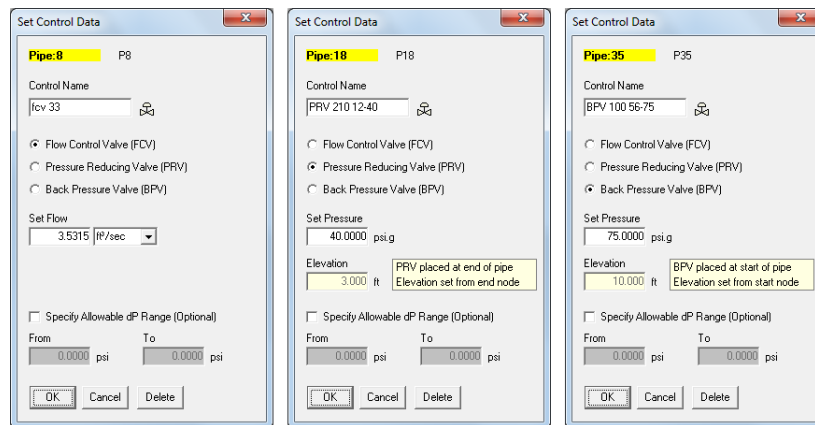 Set Control Data
Pipe:8 P8
Control Name
fcv 33
Flow Control Valve (FCV)
Pressure Reducing Valve (PRV)
Back Pressure Valve (BPV)
Set Flow
3.5315 ft³/sec
Specify Allowable dP Range (Optional)
From To
0.0000 psi 0.0000 psi
OK Cancel Delete
Set Control Data
Pipe:18 P18
Control Name
PRV 210 12-40
Flow Control Valve (FCV)
Pressure Reducing Valve (PRV)
Back Pressure Valve (BPV)
Set Pressure
40.0000 psi.g
Elevation
3.000 ft
PRV placed at end of pipe
Elevation set from end node
Specify Allowable dP Range (Optional)
From To
0.0000 psi 0.0000 psi
OK Cancel Delete
Set Control Data
Pipe:35 P35
Control Name
BPV 100 56-75
Flow Control Valve (FCV)
Pressure Reducing Valve (PRV)
Back Pressure Valve (BPV)
Set Pressure
75.0000 psi.g
Elevation
10.000 ft
BPV placed at start of pipe
Elevation set from start node
Specify Allowable dP Range (Optional)
From To
0.0000 psi 0.0000 psi
OK Cancel Delete